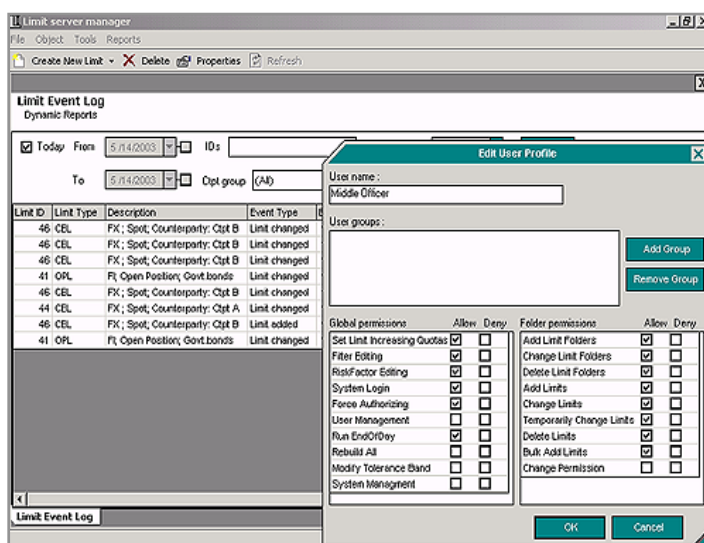 Limit server manager
File Object Tools Reports
Create New Limit Delete Properties Refresh
Limit Event Log
Dynamic Reports
Today From 5/14/2003 IDs
To 5/14/2003 Ctpt group (All)
Limit ID Limit Type Description Event Type
46 CEL FX ; Spot; Counterparty: Ctpt B Limit changed
46 CEL FX ; Spot; Counterparty: Ctpt B Limit changed
46 CEL FX ; Spot; Counterparty: Ctpt B Limit changed
41 OPL FI; Open Position; Govt.bonds Limit changed
46 CEL FX ; Spot; Counterparty: Ctpt B Limit changed
44 CEL FX ; Spot; Counterparty: Ctpt A Limit changed
46 CEL FX ; Spot; Counterparty: Ctpt B Limit added
41 OPL FI; Open Position; Govt.bonds Limit changed
Limit Event Log
Edit User Profile
User name :
Middle Officer
User groups :
Add Group
Remove Group
Global permissions Allow Deny
Set Limit Increasing Quotas
Filter Editing
RiskFactor Editing
System Login
Force Authorizing
User Management
Run EndOfDay
Rebuild All
Modify Tolerance Band
System Managment
Folder permissions Allow Deny
Add Limit Folders
Change Limit Folders
Delete Limit Folders
Add Limits
Change Limits
Temporarily Change Limits
Delete Limits
Bulk Add Limits
Change Permission
OK Cancel